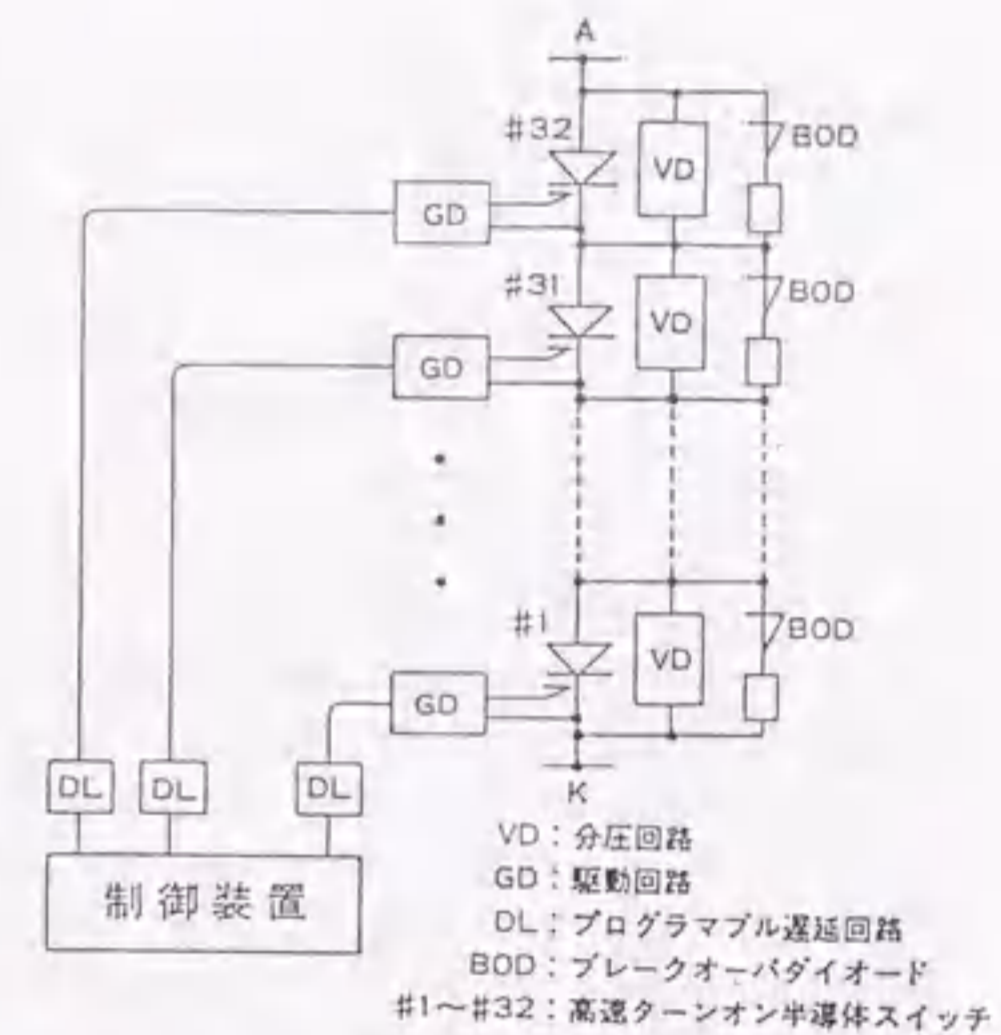 A
#32
VD
BOD
GD
#31
VD
BOD
GD
#1
VD
BOD
GD
DL
DL
DL
K
制御装置
VD：分圧回路
GD：駆動回路
DL：プログラマブル遅延回路
BOD：ブレークオーバダイオード
#1〜#32：高速ターンオン半導体スイッチ